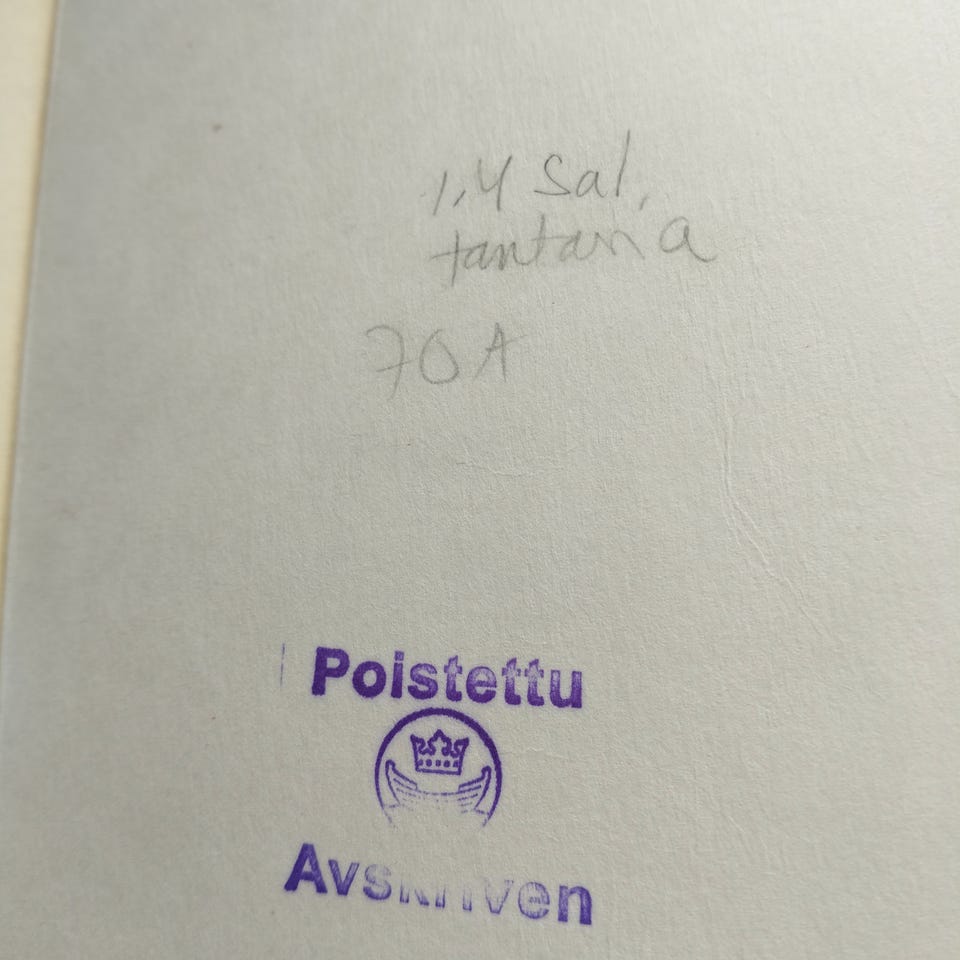 1,4 Sal,
tantaria
70A
Poistettu
Avskriven